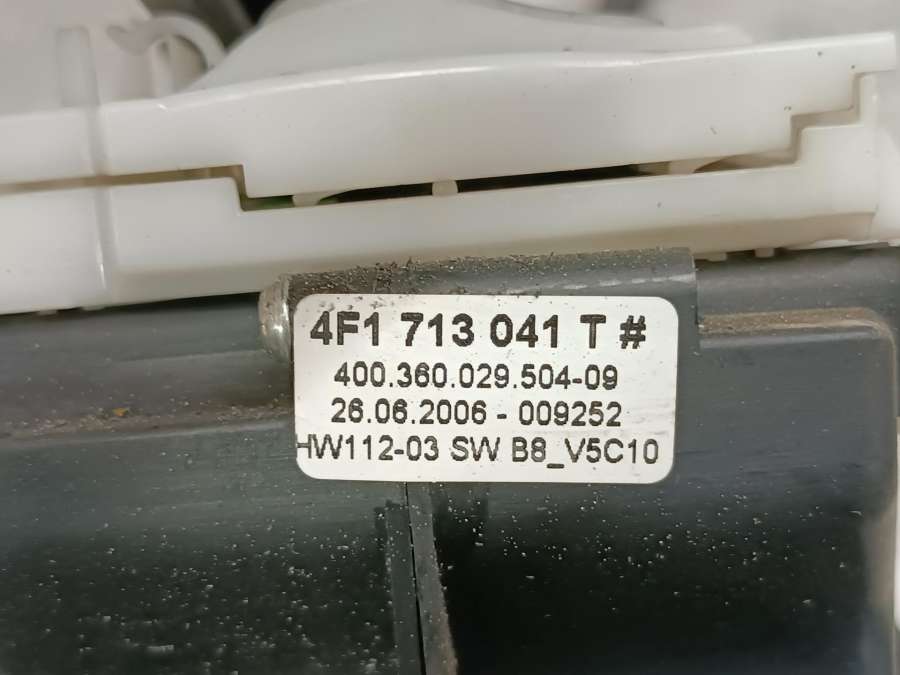 4F1 713 041 T #
400.360.029.504-09
26.06.2006 - 009252
HW112-03 SW B8_V5C10